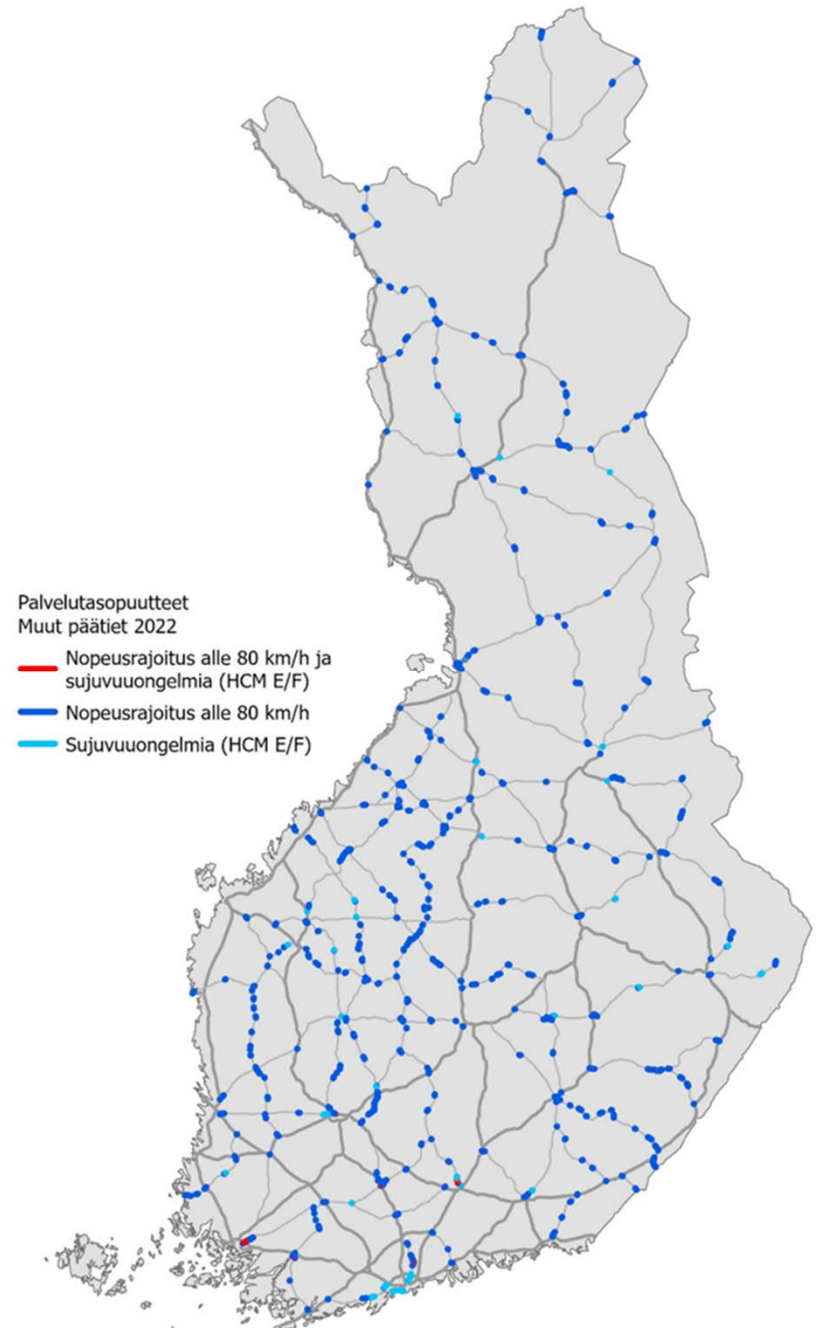 Palvelutasopuutteet
Muut päätiet 2022
Nopeusrajoitus alle 80 km/h ja
sujuvuuongelmia (HCM E/F)
Nopeusrajoitus alle 80 km/h
Sujuvuuongelmia (HCM E/F)